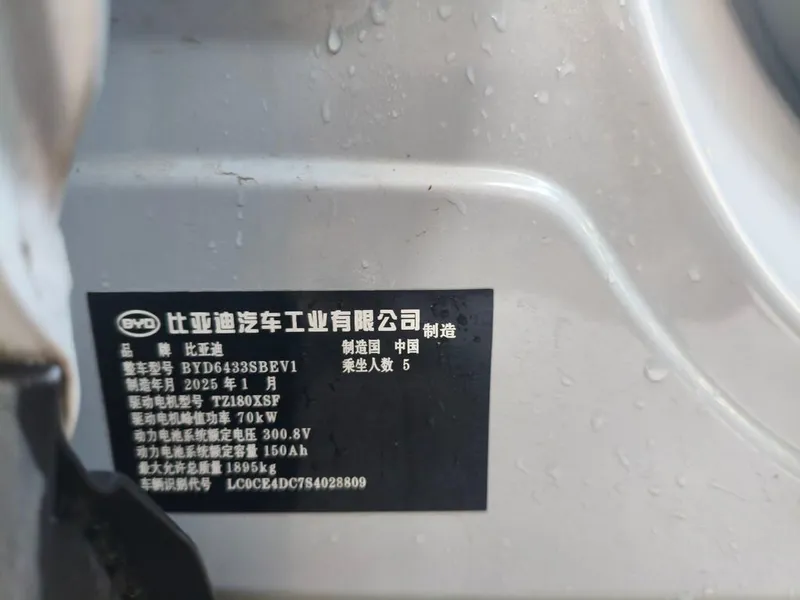 BYD 比亚迪汽车工业有限公司 制造
品 牌 比亚迪 制造国 中国
整车型号 BYD6433SBEV1 乘坐人数 5
制造年月 2025 年 1 月
驱动电机型号 TZ180XSF
驱动电机峰值功率 70kW
动力电池系统额定电压 300.8V
动力电池系统额定容量 150Ah
最大允许总质量 1895kg
车辆识别代号 LC0CE4DC7S4028809